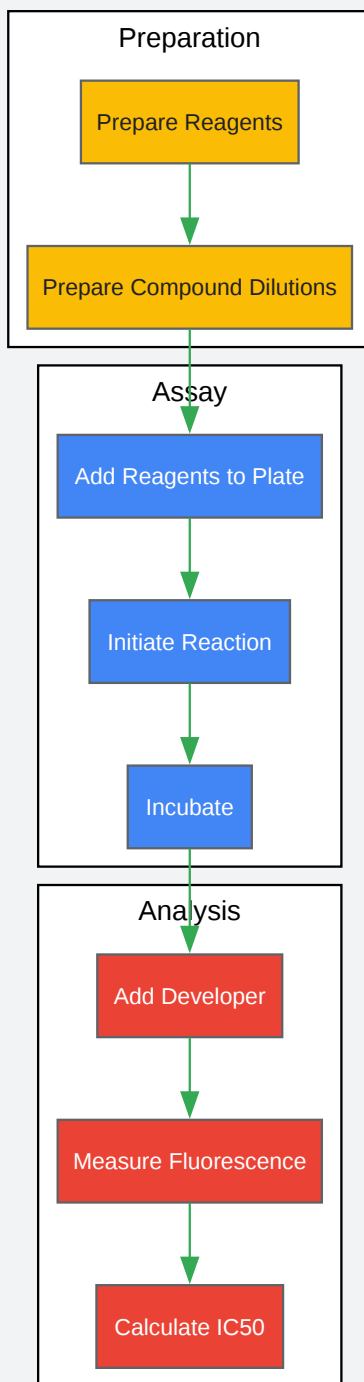 Preparation
Prepare Reagents
Prepare Compound Dilutions
Assay
Add Reagents to Plate
Initiate Reaction
Incubate
Analysis
Add Developer
Measure Fluorescence
Calculate IC50